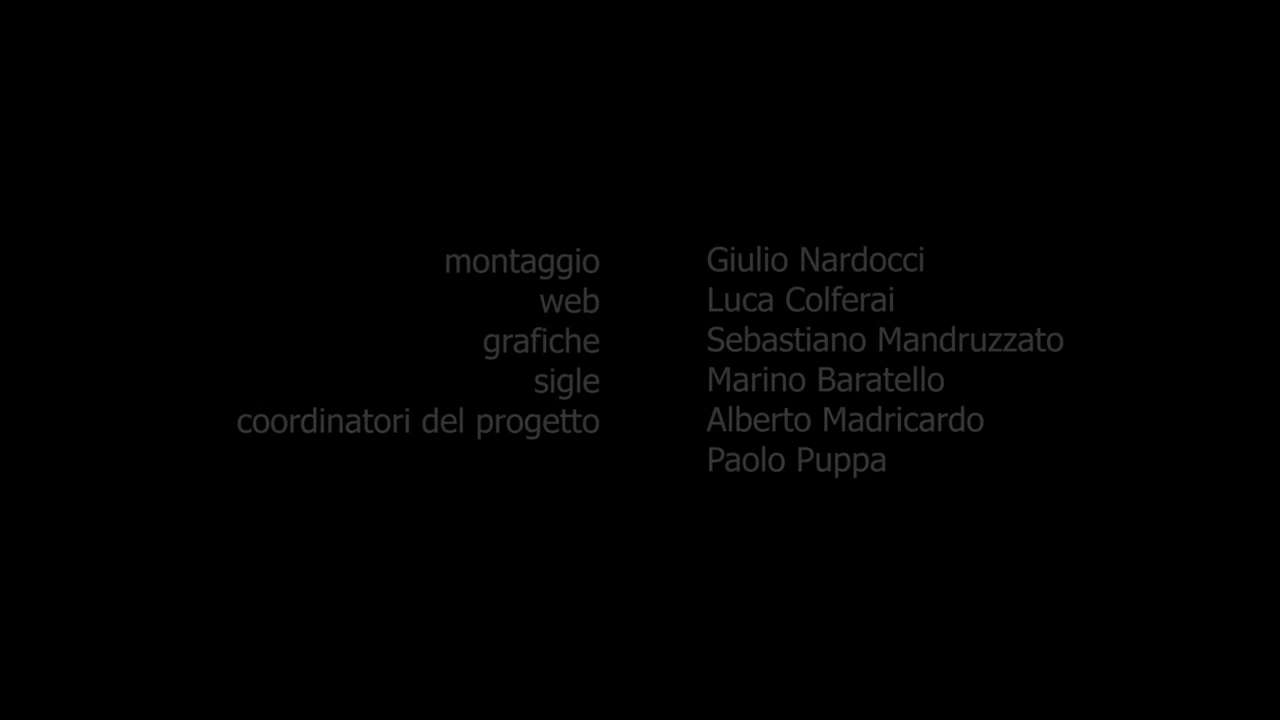 montaggio Giulio Nardocci
web Luca Colferai
grafiche Sebastiano Mandruzzato
sigle Marino Baratello
coordinatori del progetto Alberto Madricardo
Paolo Puppa